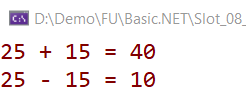 D:\Demo\FU\Basic.NET\Slot_08_
25 + 15 = 40
25 - 15 = 10